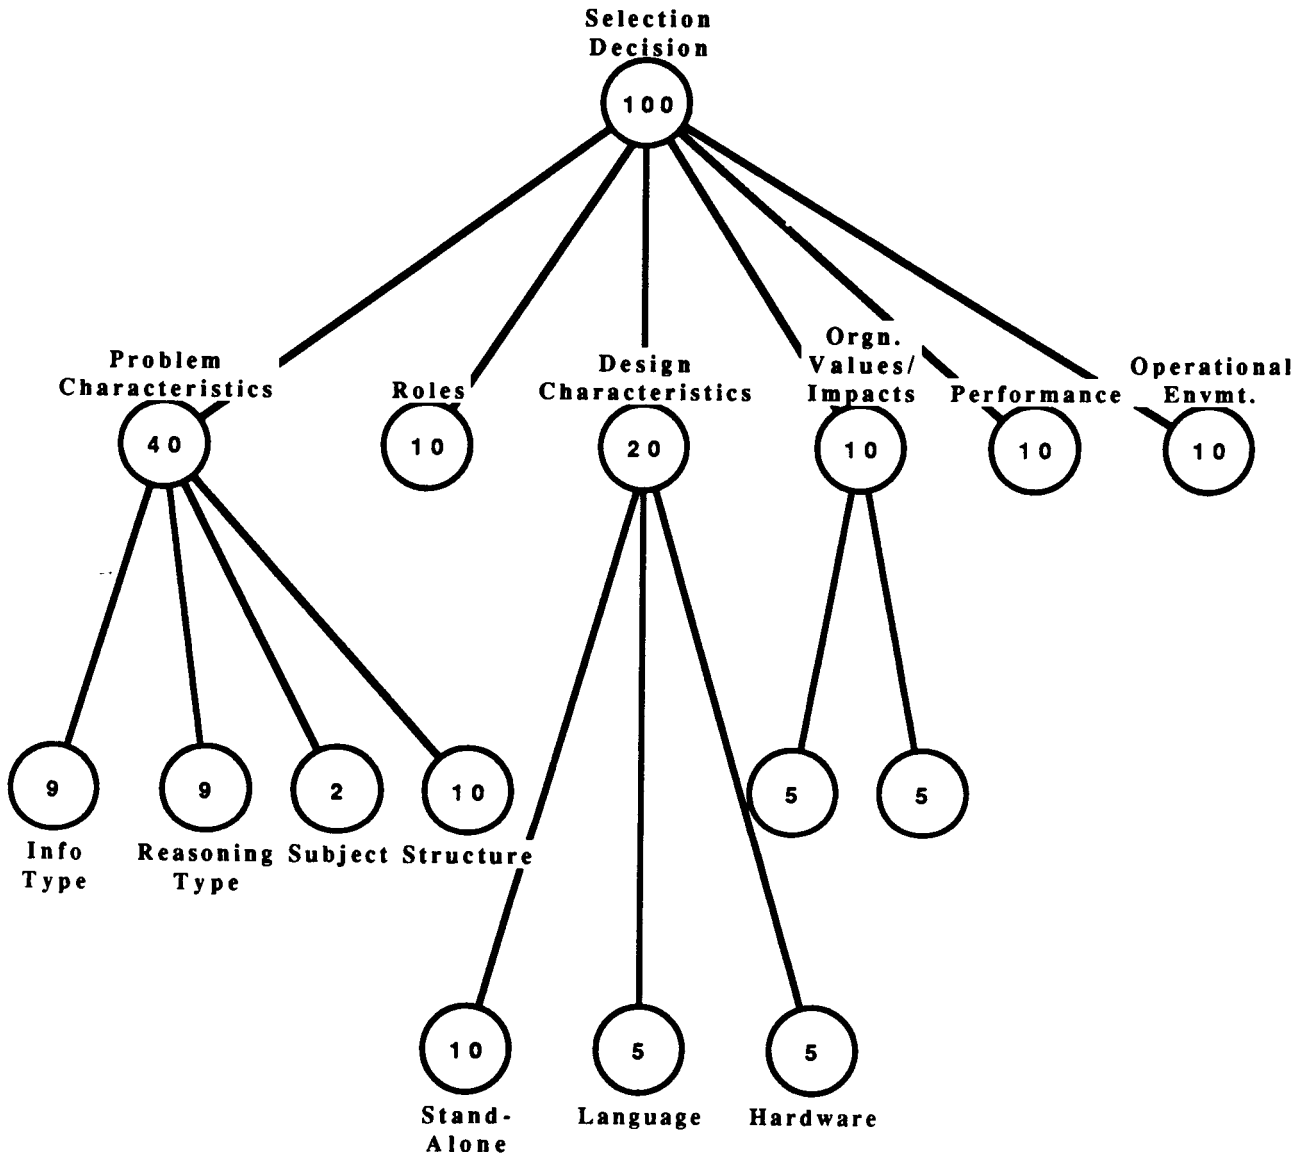 Selection
Decision
100
Problem
Characteristics
40
Roles
10
Design
Characteristics
20
Orgn.
Values/
Impacts
10
Performance
10
Operational
Envmt.
10
9
Info
Type
9
Reasoning
Type
2
Subject
10
Structure
5
5
10
Stand-
Alone
5
Language
5
Hardware